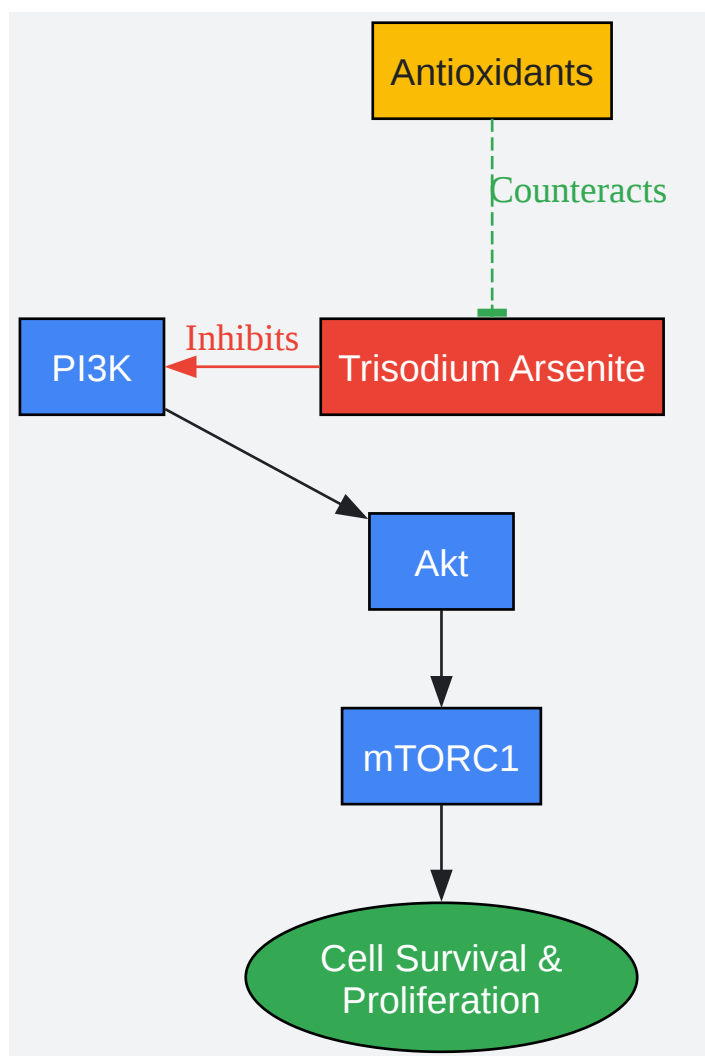 Antioxidants
Counteracts
Inhibits
PI3K
Trisodium Arsenite
Akt
mTORC1
Cell Survival &
Proliferation